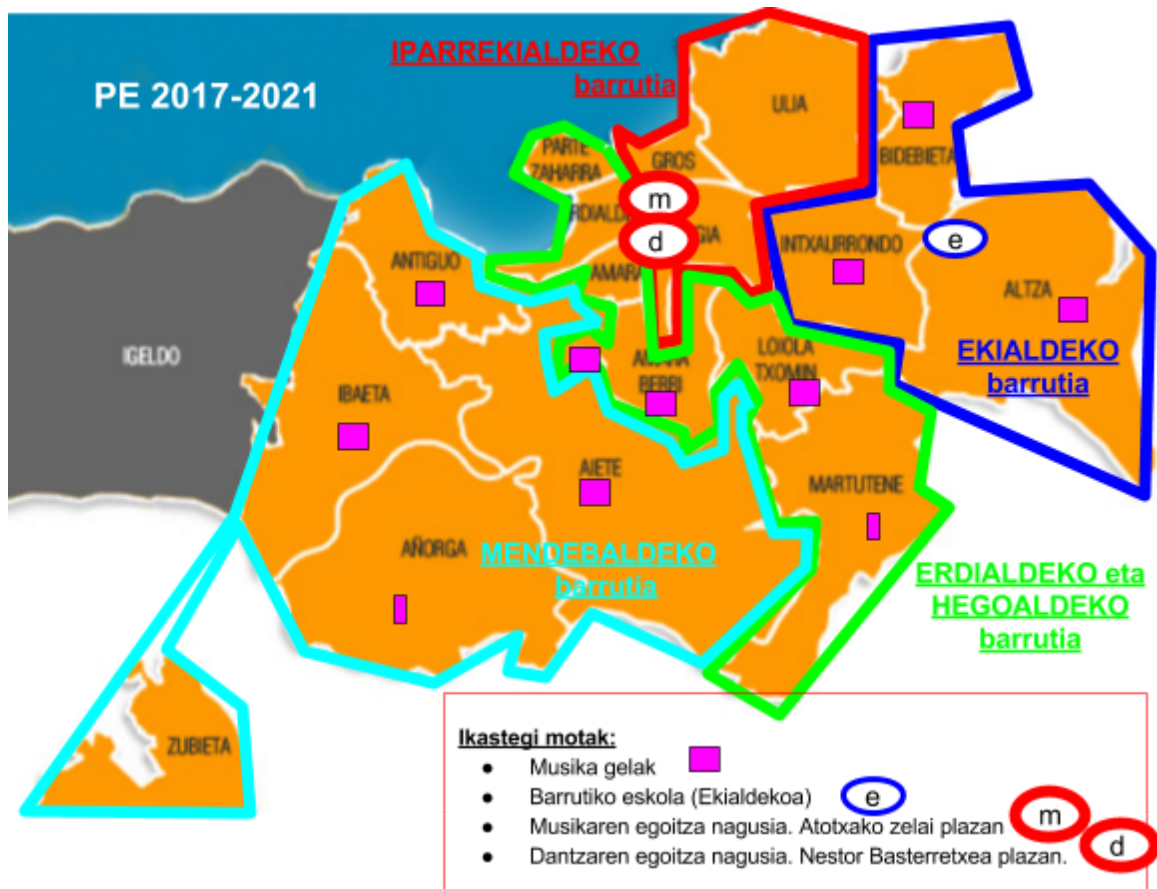 IPARREKIALDEKO
barrutia
PE 2017-2021
ULIA
PARTE
ZAHARRA
GROS
BIDEBIETA
m
d
e
AMARA
INTXAURRONDO
ANTIGUO
ALTZA
IGELDO
LOIOLA
TXOMIN
EKIALDEKO
barrutia
BERRI
IBAETA
AIETE
MARTUTENE
AÑORGA
MENDEBALDEKO
barrutia
ERDIALDEKO eta
HEGOALDEKO
barrutia
ZUBIETA
Ikastegi motak:
• Musika gelak
• Barrutiko eskola (Ekialdekoa) e
• Musikaren egoitza nagusia. Atotxako zelai plazan m
• Dantzaren egoitza nagusia. Nestor Basterretxea plazan. d